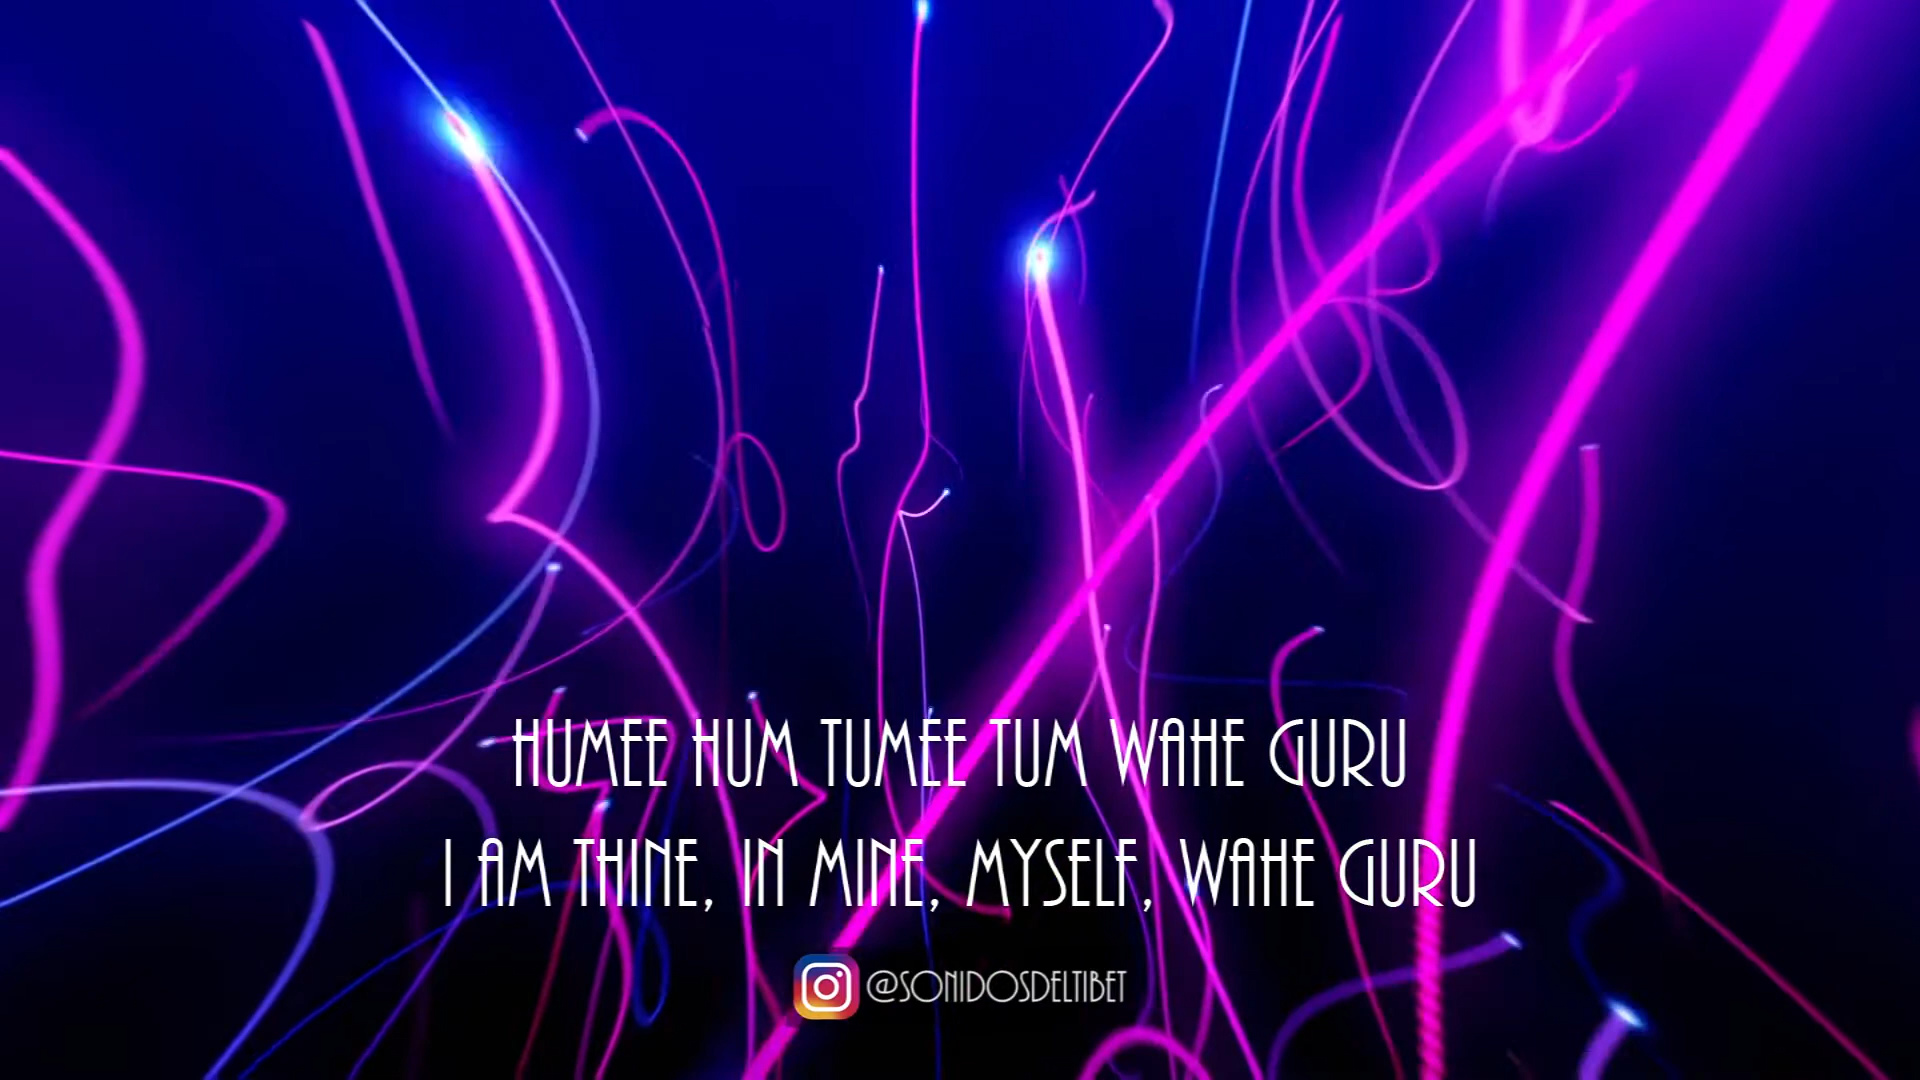 HUMEE HUM TUMEE TUM WAHE GURU
I AM THINE, IN MINE, MYSELF, WAHE GURU
@SONIDOSDELTIBET